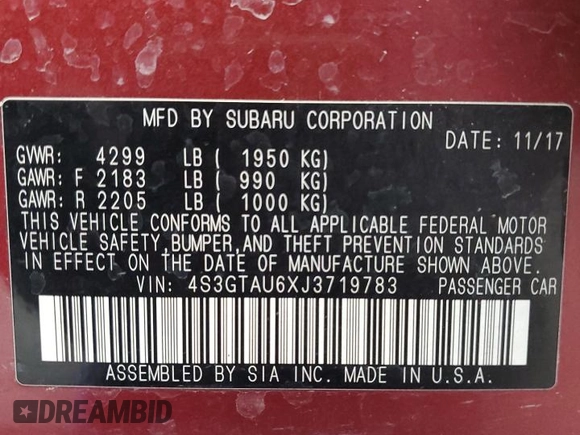 MFD BY SUBARU CORPORATION
DATE: 11/17
GVWR: 4299 LB ( 1950 KG)
GAWR: F 2183 LB ( 990 KG)
GAWR: R 2205 LB ( 1000 KG)
THIS VEHICLE CONFORMS TO ALL APPLICABLE FEDERAL MOTOR
VEHICLE SAFETY,BUMPER,AND THEFT PREVENTION STANDARDS
IN EFFECT ON THE DATE OF MANUFACTURE SHOWN ABOVE.
VIN: 4S3GTAU6XJ3719783 PASSENGER CAR
ASSEMBLED BY SIA INC. MADE IN U.S.A.
DREAMBID